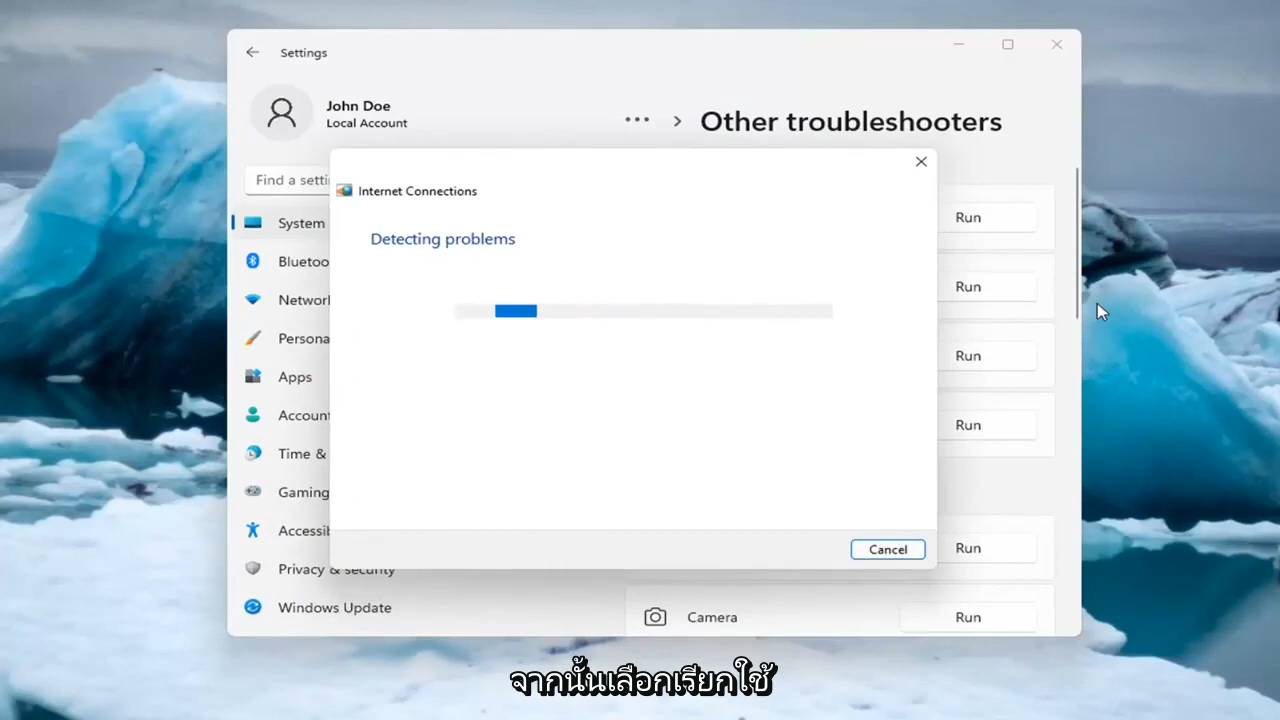 Settings
John Doe
Local Account
Other troubleshooters
Find a setti
Internet Connections
System
Run
Detecting problems
Bluetoo
Run
Network
Persona
Run
Apps
Account
Run
Time &
Gaming
Accessib
Cancel
Run
Privacy & security
Windows Update
Camera
Run
จากนั้นเลือกเรียกใช้